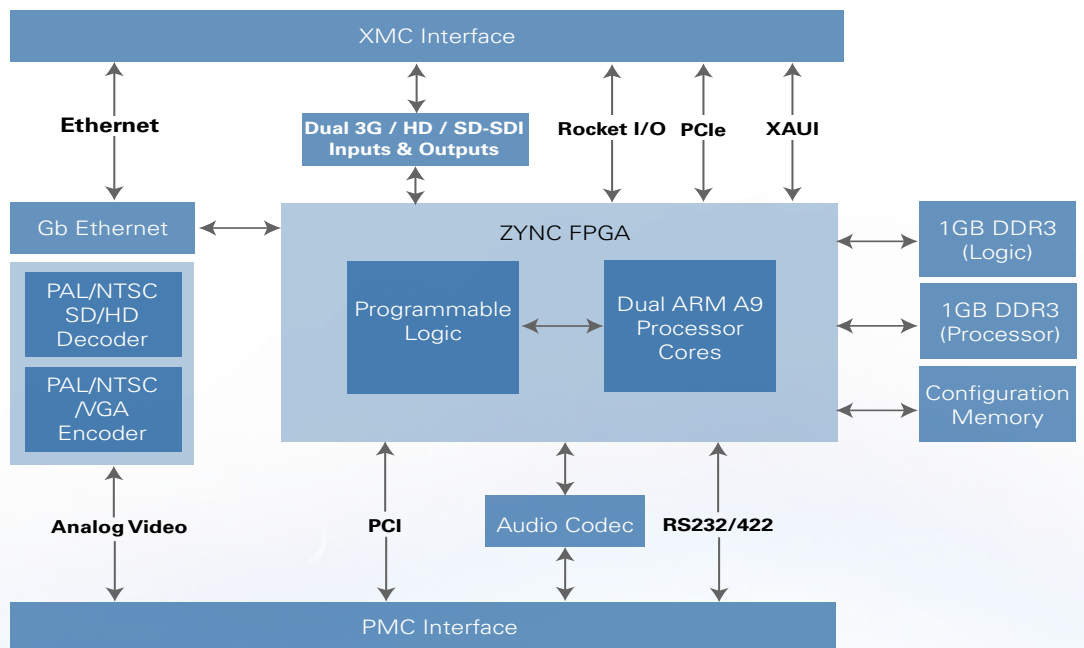 XMC Interface
Ethernet
Dual 3G / HD / SD-SDI
Inputs & Outputs
Rocket I/O
PCIe
XAUI
Gb Ethernet
ZYNC FPGA
1GB DDR3
(Logic)
PAL/NTSC
SD/HD
Decoder
Programmable
Logic
Dual ARM A9
Processor
Cores
1GB DDR3
(Processor)
PAL/NTSC
/VGA
Encoder
Configuration
Memory
Analog Video
PCI
Audio Codec
RS232/422
PMC Interface